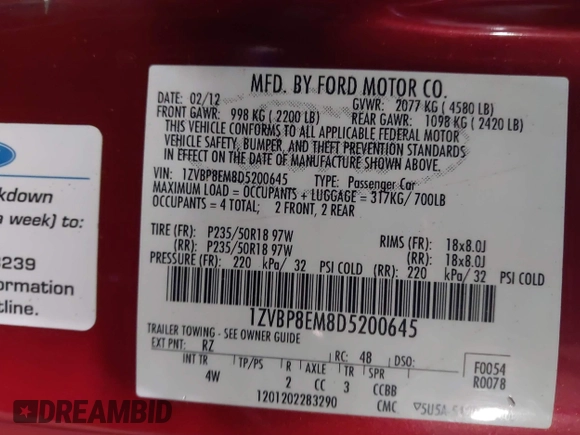 MFD. BY FORD MOTOR CO.
DATE: 02/12 GVWR: 2077 KG ( 4580 LB)
FRONT GAWR: 998 KG ( 2200 LB) REAR GAWR: 1098 KG ( 2420 LB)
THIS VEHICLE CONFORMS TO ALL APPLICABLE FEDERAL MOTOR
VEHICLE SAFETY, BUMPER, AND THEFT PREVENTION STANDARDS
IN EFFECT ON THE DATE OF MANUFACTURE SHOWN ABOVE.
VIN: 1ZVBP8EM8D5200645 TYPE: Passenger Car
MAXIMUM LOAD = OCCUPANTS + LUGGAGE = 317KG/ 700LB
OCCUPANTS = 4 TOTAL; 2 FRONT, 2 REAR
TIRE (FR): P235/50R18 97W RIMS (FR): 18x8.0J
(RR): P235/50R18 97W (RR): 18x8.0J
PRESSURE (FR): 220 kPa/ 32 PSI COLD (RR): 220 kPa/ 32 PSI COLD
1ZVBP8EM8D5200645
TRAILER TOWING - SEE OWNER GUIDE
EXT PNT: RZ RC: 48 DSO: F0054
INT TR TP/PS R AXLE TR SPR R0078
4W 2 CC 3 CCBB
1201202283290 CMC
kdown
week) to:
8239
formation
tline.
DREAMBID